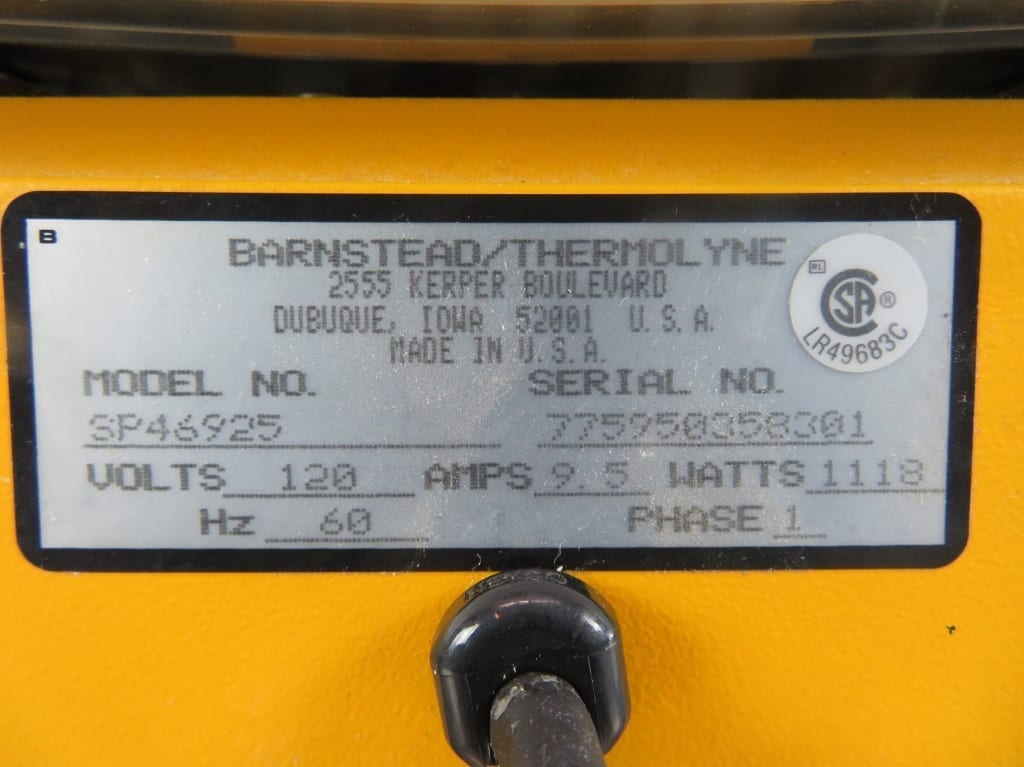 B
BARNSTEAD/THERMOLYNE
2555 KERPER BOULEVARD
DUBUQUE, IOWA 52001 U.S.A.
MADE IN U.S.A.
RL
CSA ®
LR49683C
MODEL NO. SERIAL NO.
SP46925 775950358301
VOLTS 120 AMPS 9.5 WATTS 1118
Hz 60 PHASE 1